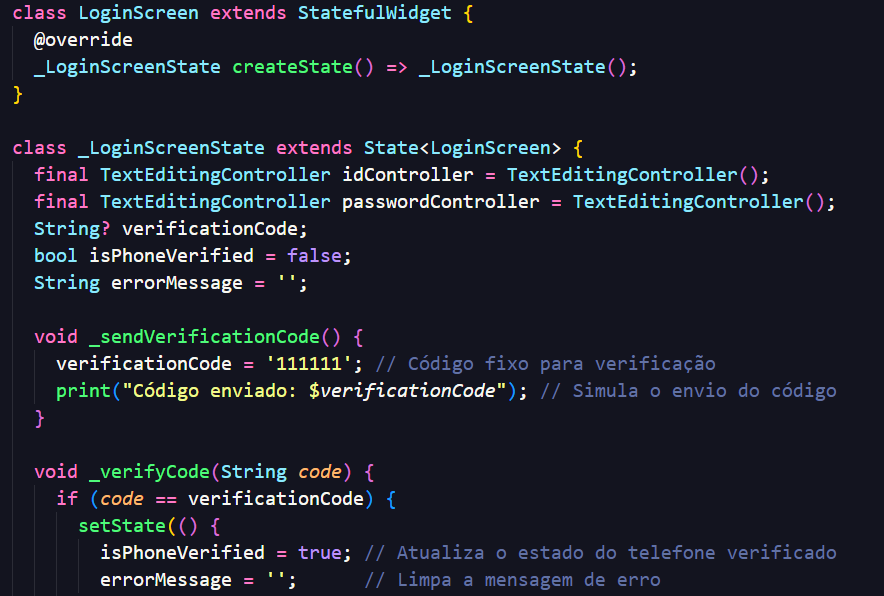 class LoginScreen extends StatefulWidget {
  @override
  _LoginScreenState createState() => _LoginScreenState();
}

class _LoginScreenState extends State<LoginScreen> {
  final TextEditingController idController = TextEditingController();
  final TextEditingController passwordController = TextEditingController();
  String? verificationCode;
  bool isPhoneVerified = false;
  String errorMessage = '';

  void _sendVerificationCode() {
    verificationCode = '111111'; // Código fixo para verificação
    print("Código enviado: $verificationCode"); // Simula o envio do código
  }

  void _verifyCode(String code) {
    if (code == verificationCode) {
      setState(() {
        isPhoneVerified = true; // Atualiza o estado do telefone verificado
        errorMessage = '';      // Limpa a mensagem de erro